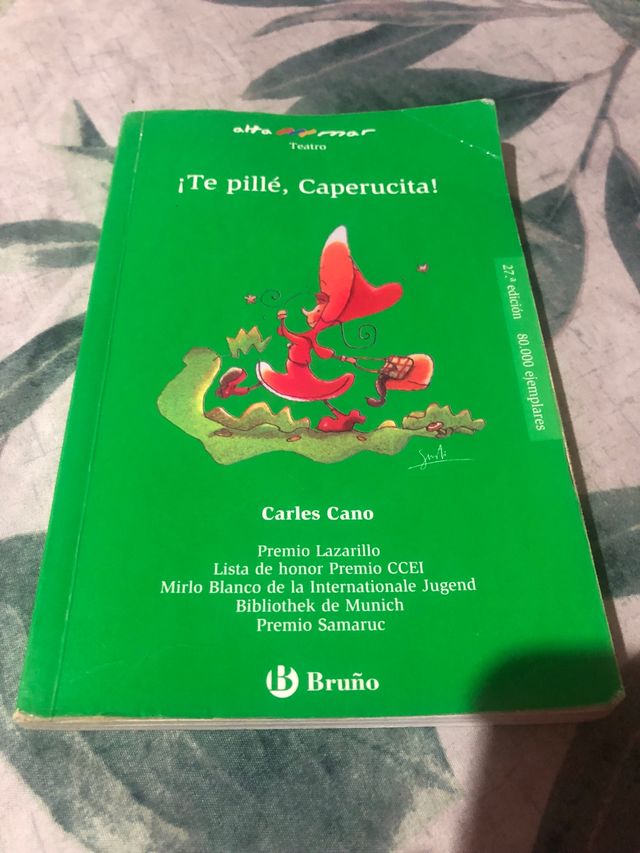 alta mar
Teatro
¡Te pillé, Caperucita!
27.ª edición 80.000 ejemplares
Carles Cano
Premio Lazarillo
Lista de honor Premio CCEI
Mirlo Blanco de la Internationale Jugend
Bibliothek de Munich
Premio Samaruc
Bruño